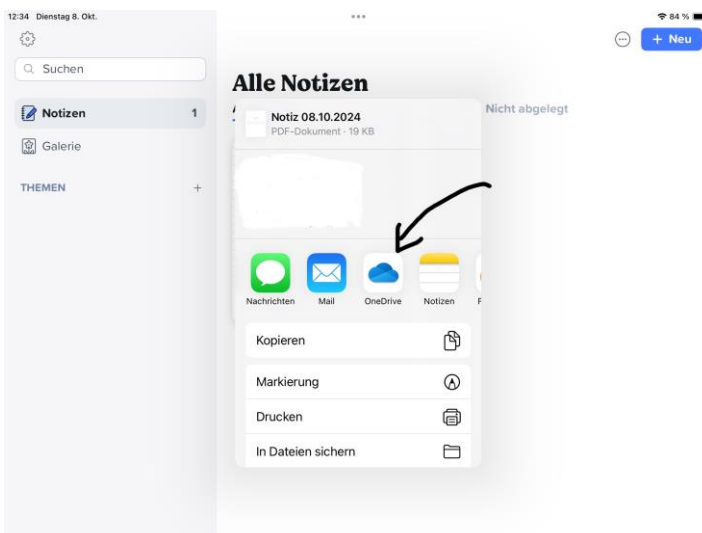 12:34 Dienstag 8. Okt.
84 %
+ Neu
Suchen
Alle Notizen
Notizen 1
Nicht abgelegt
Galerie
THEMEN +
Notiz 08.10.2024
PDF-Dokument · 19 KB
Nachrichten Mail OneDrive Notizen
Kopieren
Markierung
Drucken
In Dateien sichern